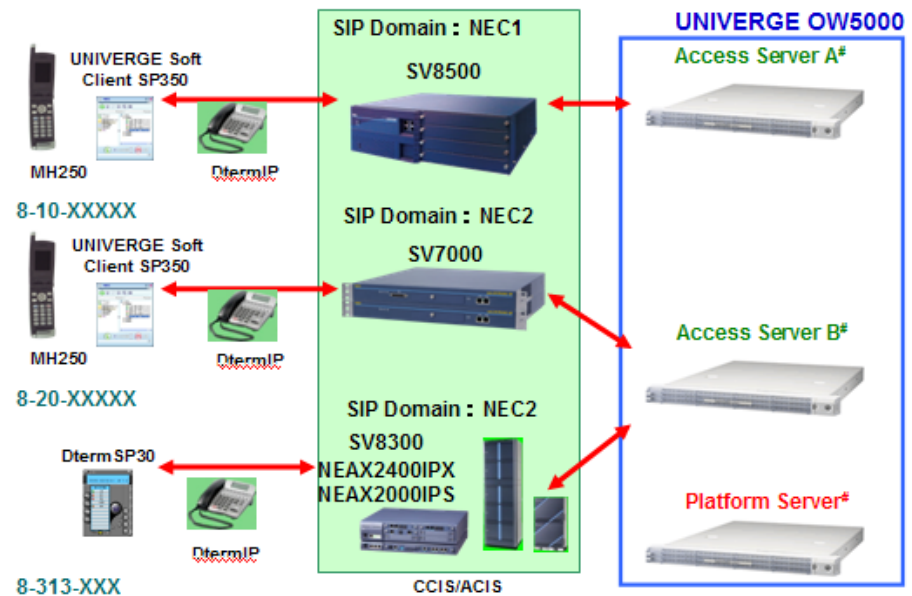 SIP Domain : NEC1
UNIVERGE OW5000
UNIVERGE Soft
Client SP350
SV8500
Access Server A#
MH250
DtermIP
8-10-XXXXX
SIP Domain : NEC2
UNIVERGE Soft
Client SP350
SV7000
Access Server B#
MH250
DtermIP
8-20-XXXXX
SIP Domain : NEC2
DtermSP30
SV8300
NEAX2400IPX
NEAX2000IPS
Platform Server#
DtermIP
8-313-XXX
CCIS/ACIS